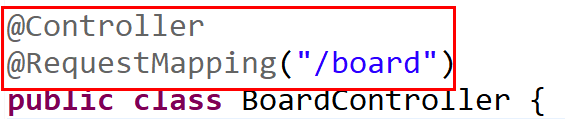 @Controller
@RequestMapping("/board")
public class BoardController {